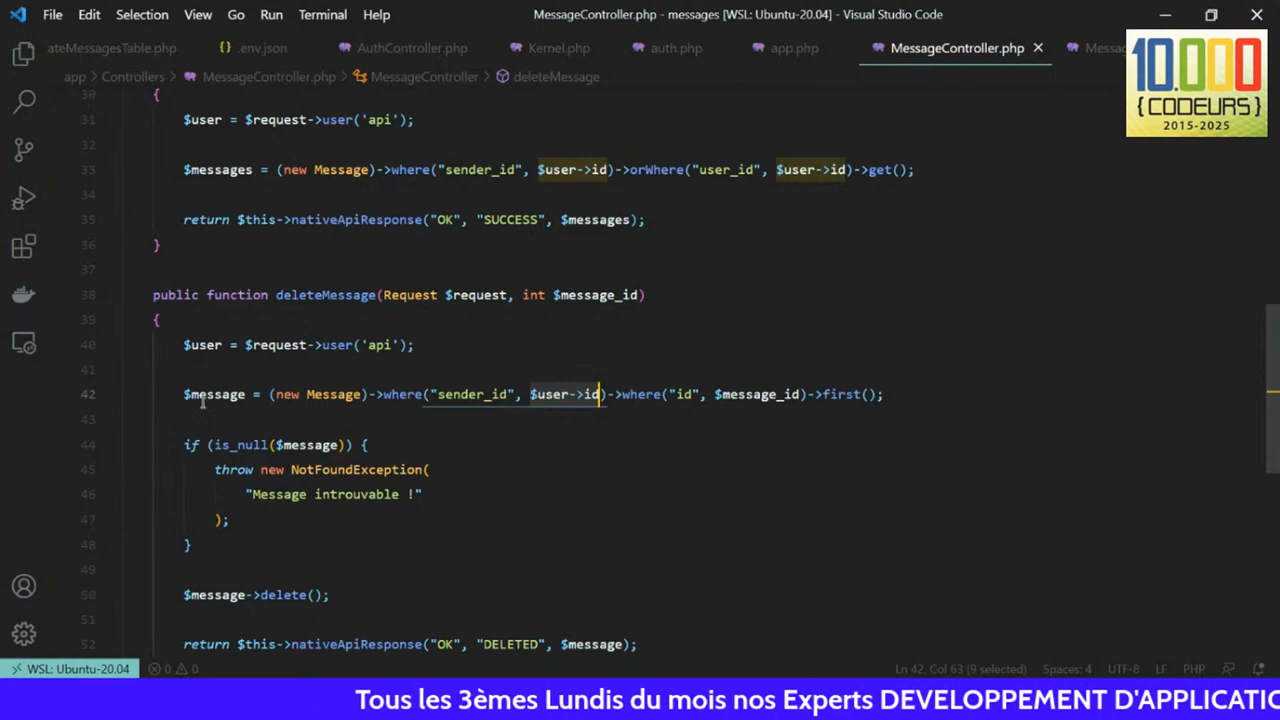 File Edit Selection View Go Run Terminal Help MessageController.php - messages [WSL: Ubuntu-20.04] - Visual Studio Code
ateMessagesTable.php .env.json AuthController.php Kernel.php auth.php app.php MessageController.php Messa
app > Controllers > MessageController.php > MessageController > deleteMessage
10.000
{CODEURS}
2015-2025
30 {
31 $user = $request->user('api');
32
33 $messages = (new Message)->where("sender_id", $user->id)->orWhere("user_id", $user->id)->get();
34
35 return $this->nativeApiResponse("OK", "SUCCESS", $messages);
36 }
37
38 public function deleteMessage(Request $request, int $message_id)
39 {
40 $user = $request->user('api');
41
42 $message = (new Message)->where("sender_id", $user->id)->where("id", $message_id)->first();
43
44 if (is_null($message)) {
45 throw new NotFoundException(
46 "Message introuvable !"
47 );
48 }
49
50 $message->delete();
51
52 return $this->nativeApiResponse("OK", "DELETED", $message);
WSL: Ubuntu-20.04 0 0 Ln 42, Col 63 (9 selected) Spaces: 4 UTF-8 LF PHP
Tous les 3èmes Lundis du mois nos Experts DEVELOPPEMENT D'APPLICATIO